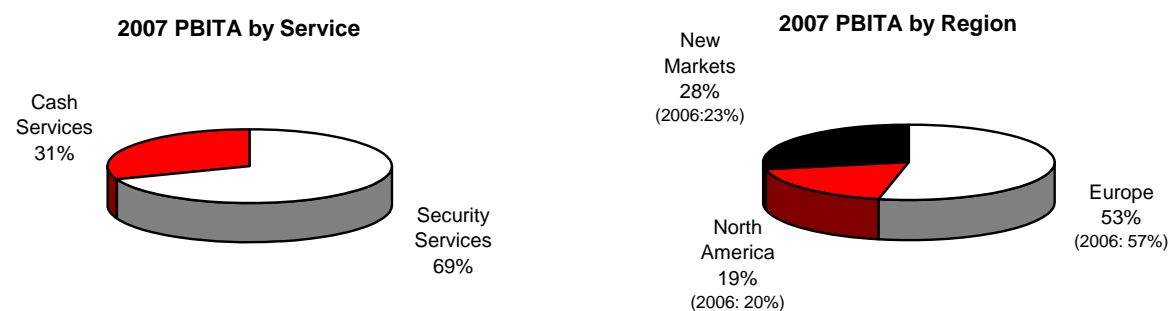 2007 PBITA by Service
Cash
Services
31%
Security
Services
69%
2007 PBITA by Region
New
Markets
28%
(2006:23%)
Europe
53%
(2006: 57%)
North
America
19%
(2006: 20%)